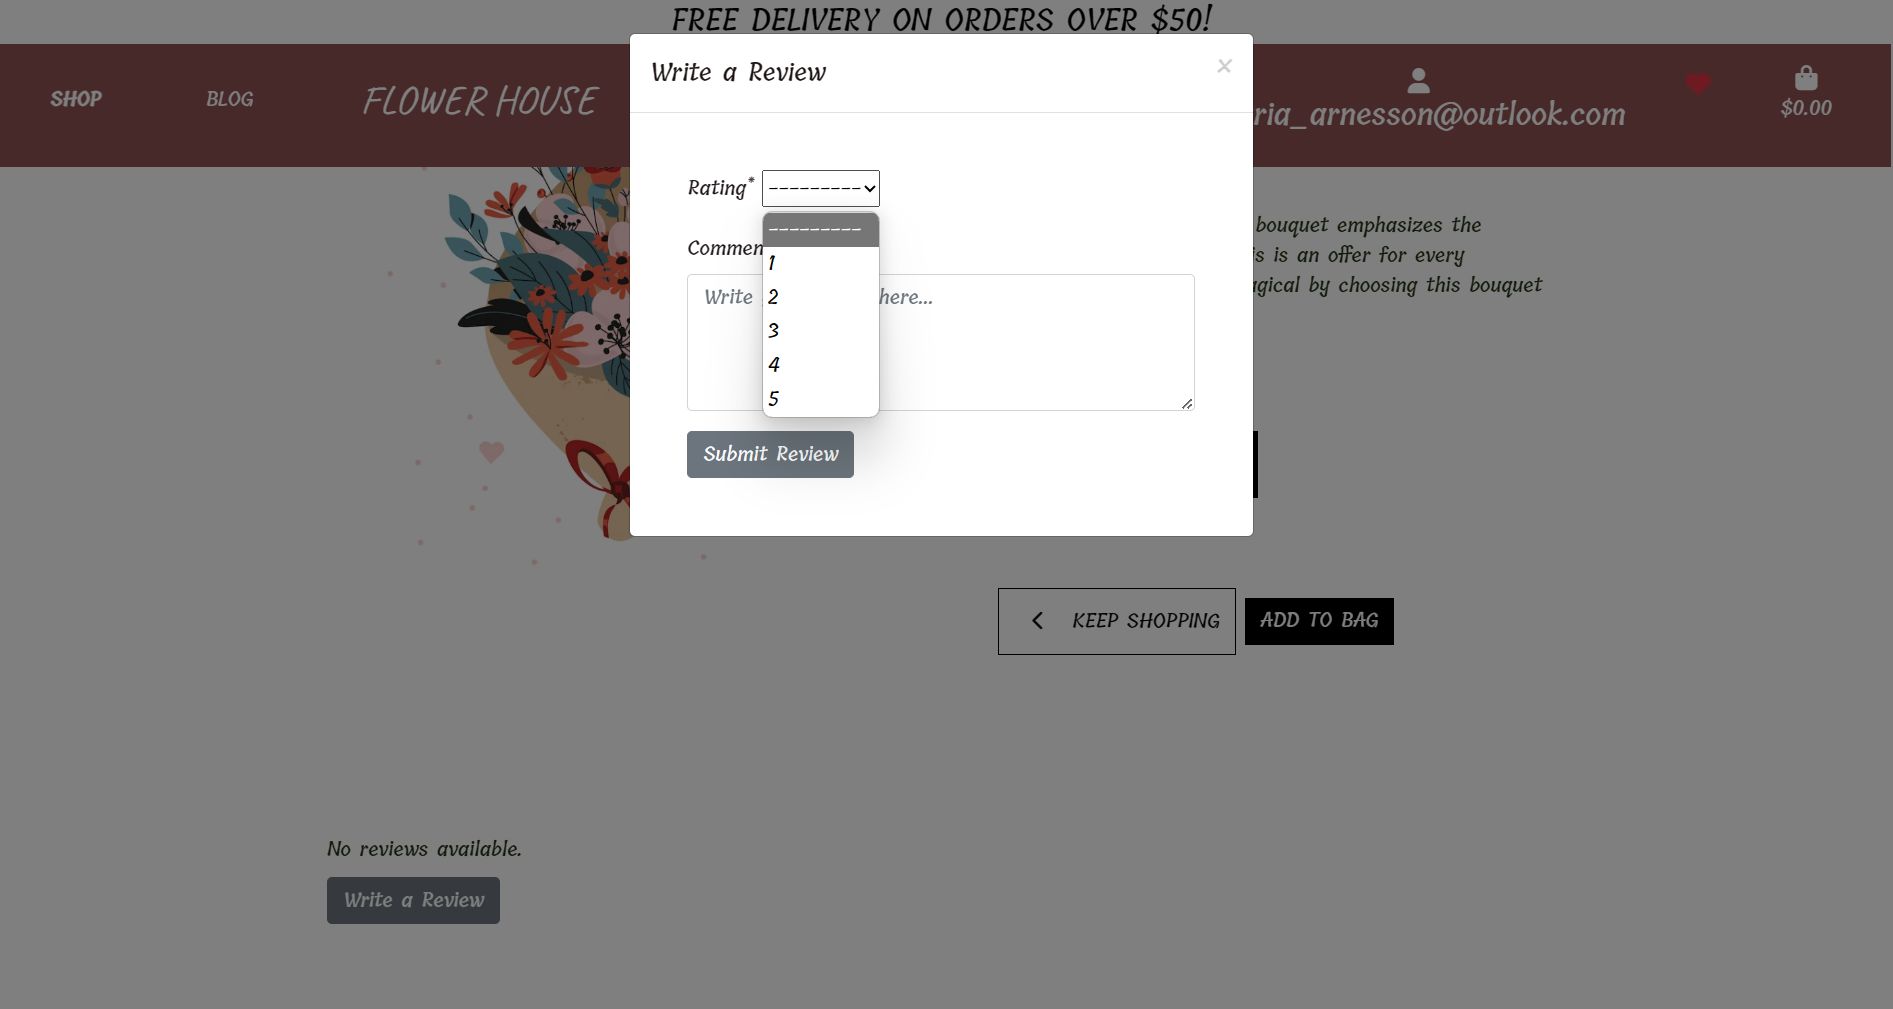 FREE DELIVERY ON ORDERS OVER $50!
SHOP
BLOG
FLOWER HOUSE
ria_arnesson@outlook.com
$0.00
Write a Review
×
Rating*
---------
---------
1
2
3
4
5
Commen
Write here...
Submit Review
bouquet emphasizes the
s is an offer for every
agical by choosing this bouquet
KEEP SHOPPING
ADD TO BAG
No reviews available.
Write a Review